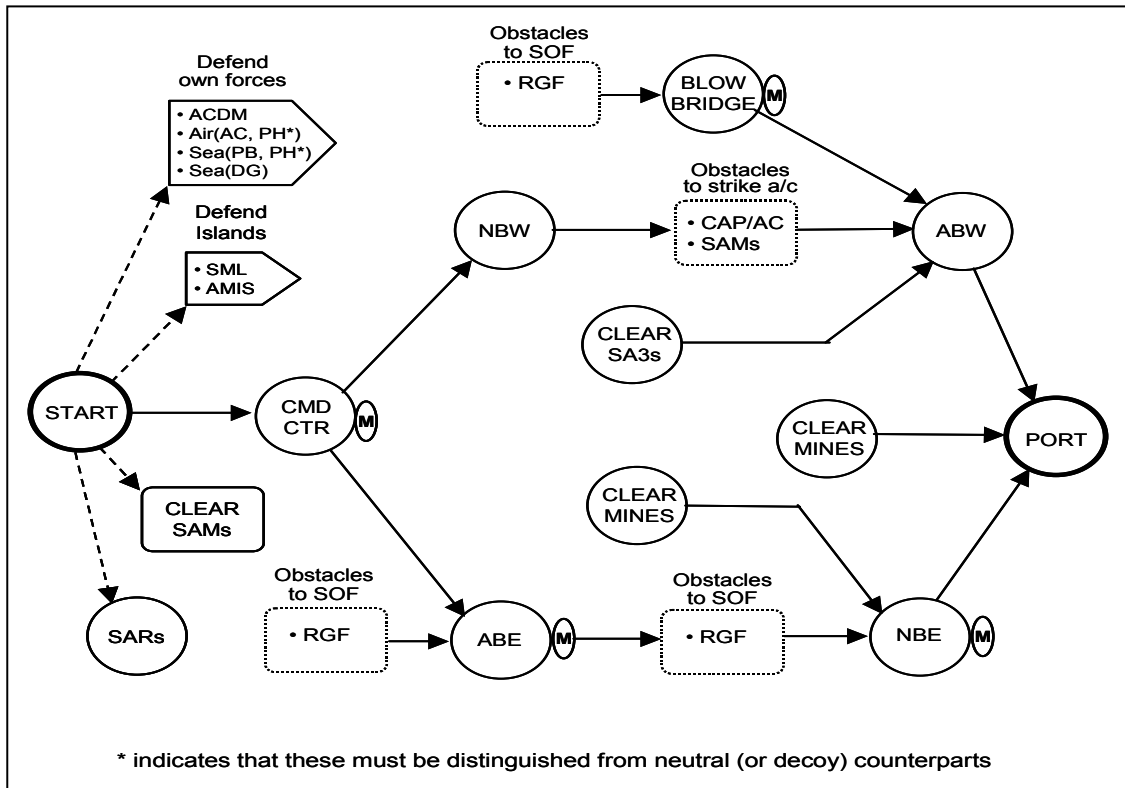 Obstacles
to SOF
• RGF
BLOW
BRIDGE
M
Defend
own forces
• ACDM
• Air(AC, PH*)
• Sea(PB, PH*)
• Sea(DG)
Defend
Islands
• SML
• AMIS
NBW
Obstacles
to strike a/c
• CAP/AC
• SAMs
ABW
CLEAR
SA3s
START
CMD
CTR
M
CLEAR
MINES
PORT
CLEAR
SAMs
CLEAR
MINES
SARs
Obstacles
to SOF
• RGF
ABE
M
Obstacles
to SOF
• RGF
NBE
M
* indicates that these must be distinguished from neutral (or decoy) counterparts